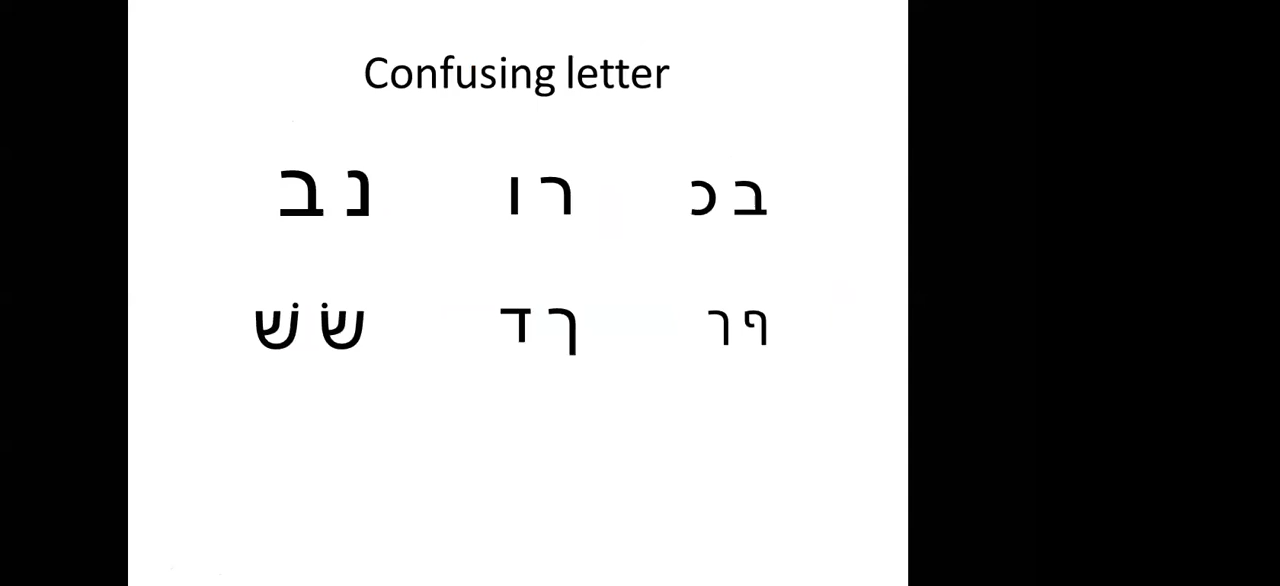 Confusing letter
ב כ ר ו נ ב
ף ך ך ד שׂ שׁ